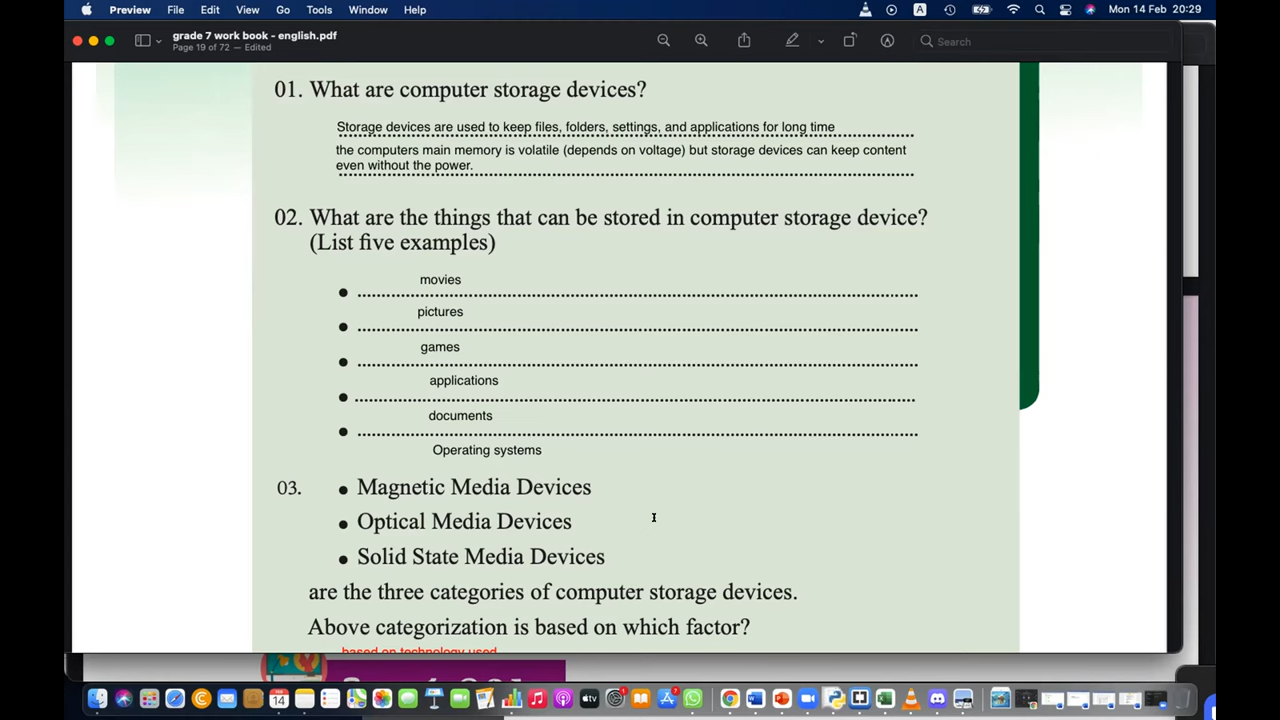 Preview File Edit View Go Tools Window Help A Mon 14 Feb 20:29
grade 7 work book - english.pdf
Page 19 of 72 — Edited
Search
01. What are computer storage devices?
Storage devices are used to keep files, folders, settings, and applications for long time
the computers main memory is volatile (depends on voltage) but storage devices can keep content
even without the power.
02. What are the things that can be stored in computer storage device?
(List five examples)
movies
pictures
games
applications
documents
Operating systems
03. • Magnetic Media Devices
• Optical Media Devices
• Solid State Media Devices
are the three categories of computer storage devices.
Above categorization is based on which factor?
based on technology used